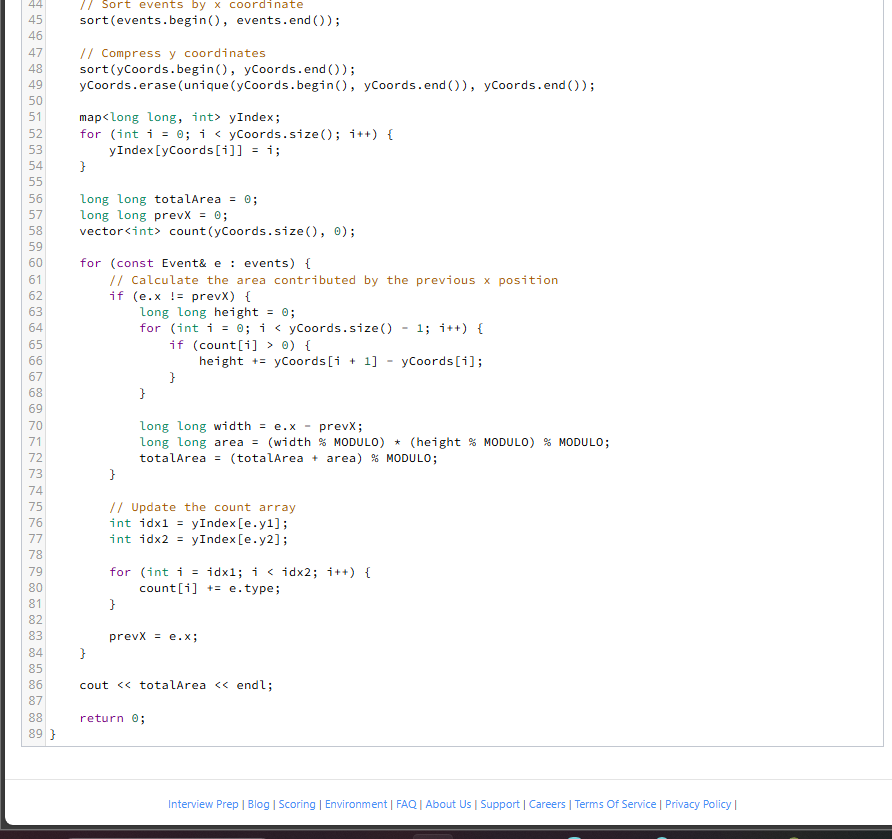 44 // Sort events by x coordinate
45 sort(events.begin(), events.end());
46
47 // Compress y coordinates
48 sort(yCoords.begin(), yCoords.end());
49 yCoords.erase(unique(yCoords.begin(), yCoords.end()), yCoords.end());
50
51 map<long long, int> yIndex;
52 for (int i = 0; i < yCoords.size(); i++) {
53 yIndex[yCoords[i]] = i;
54 }
55
56 long long totalArea = 0;
57 long long prevX = 0;
58 vector<int> count(yCoords.size(), 0);
59
60 for (const Event& e : events) {
61 // Calculate the area contributed by the previous x position
62 if (e.x != prevX) {
63 long long height = 0;
64 for (int i = 0; i < yCoords.size() - 1; i++) {
65 if (count[i] > 0) {
66 height += yCoords[i + 1] - yCoords[i];
67 }
68 }
69
70 long long width = e.x - prevX;
71 long long area = (width % MODULO) * (height % MODULO) % MODULO;
72 totalArea = (totalArea + area) % MODULO;
73 }
74
75 // Update the count array
76 int idx1 = yIndex[e.y1];
77 int idx2 = yIndex[e.y2];
78
79 for (int i = idx1; i < idx2; i++) {
80 count[i] += e.type;
81 }
82
83 prevX = e.x;
84 }
85
86 cout << totalArea << endl;
87
88 return 0;
89 }
Interview Prep | Blog | Scoring | Environment | FAQ | About Us | Support | Careers | Terms Of Service | Privacy Policy |